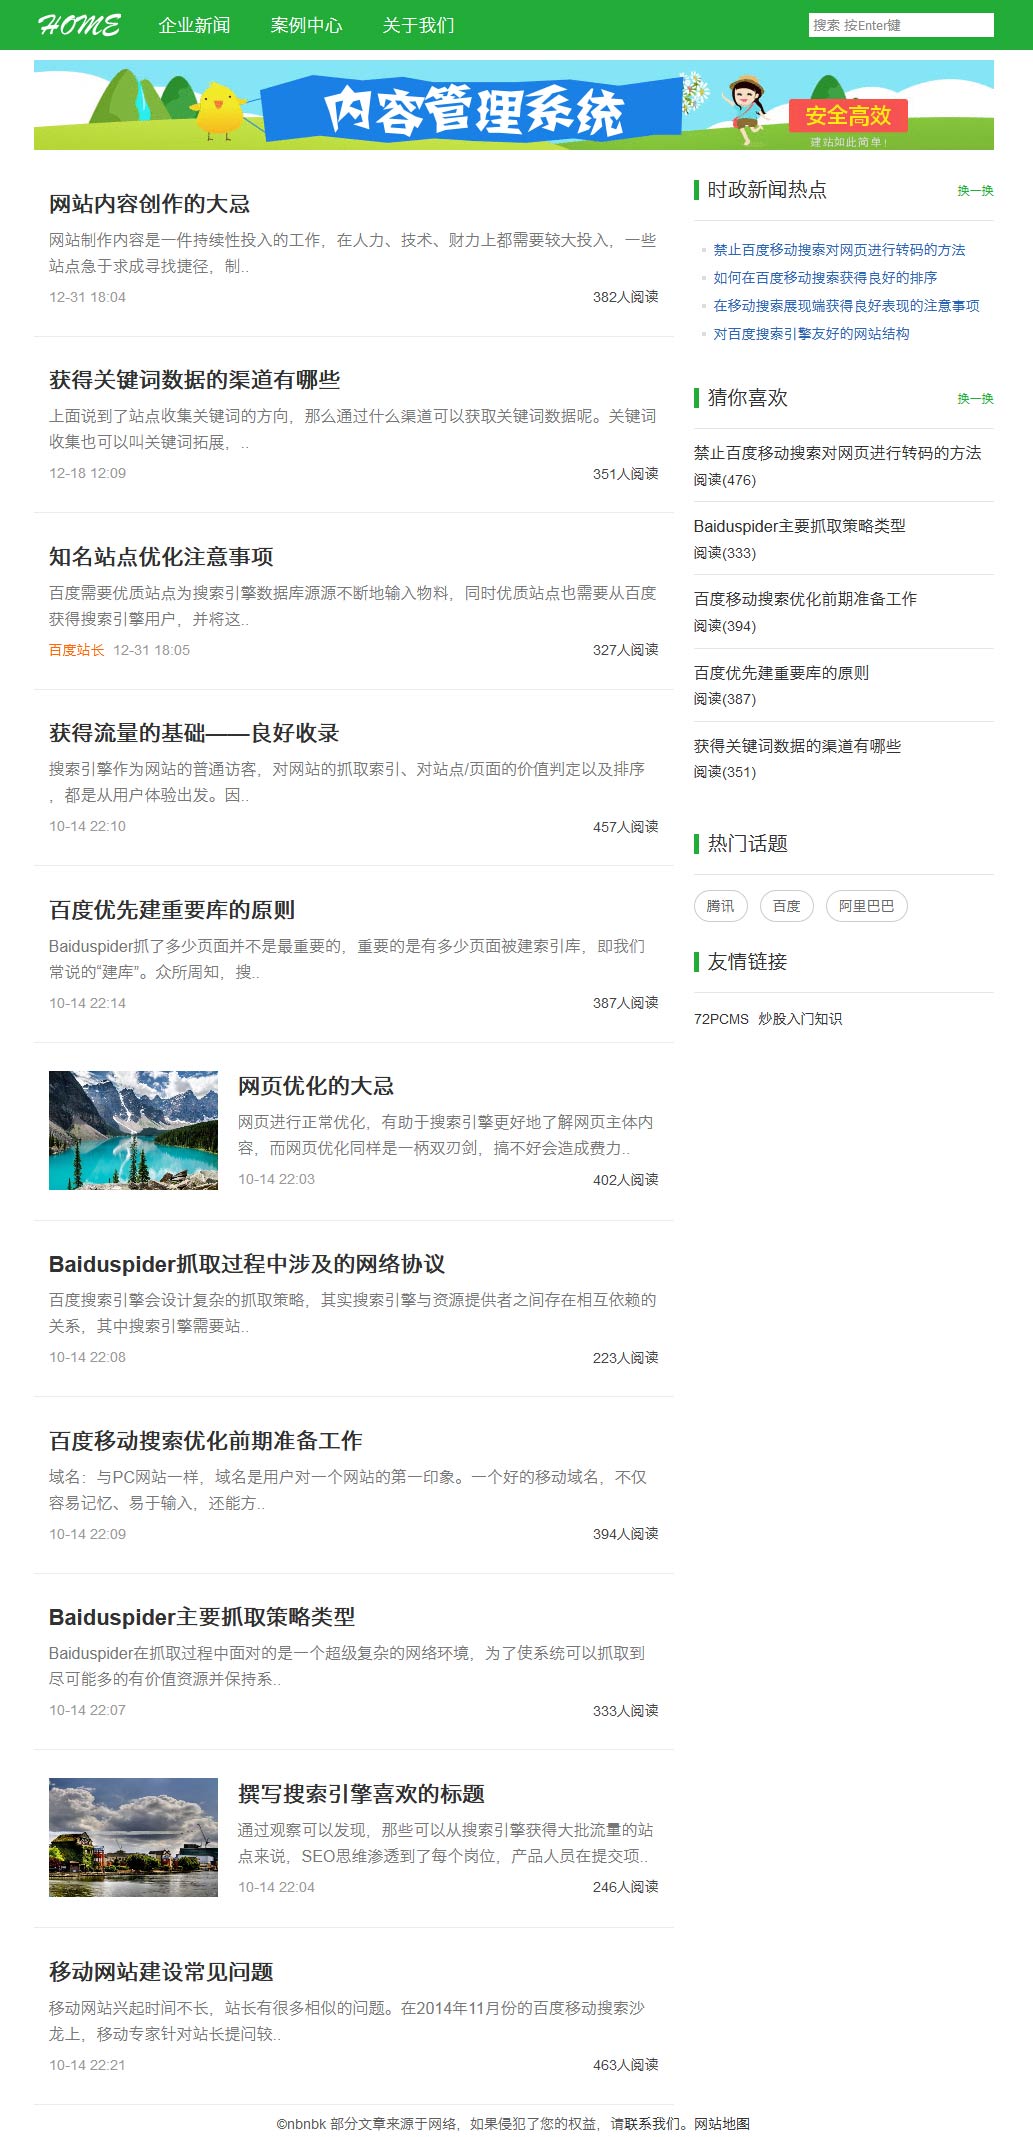 HOME 企业新闻 案例中心 关于我们 搜索 按Enter键
内容管理系统
安全高效
建站如此简单!
网站内容创作的大忌
网站制作内容是一件持续性投入的工作，在人力、技术、财力上都需要较大投入，一些
站点急于求成寻找捷径，制..
12-31 18:04 382人阅读
获得关键词数据的渠道有哪些
上面说到了站点收集关键词的方向，那么通过什么渠道可以获取关键词数据呢。关键词
收集也可以叫关键词拓展，..
12-18 12:09 351人阅读
知名站点优化注意事项
百度需要优质站点为搜索引擎数据库源源不断地输入物料，同时优质站点也需要从百度
获得搜索引擎用户，并将这..
百度站长 12-31 18:05 327人阅读
获得流量的基础——良好收录
搜索引擎作为网站的普通访客，对网站的抓取索引、对站点/页面的价值判定以及排序
，都是从用户体验出发。因..
10-14 22:10 457人阅读
百度优先建重要库的原则
Baiduspider抓了多少页面并不是最重要的，重要的是有多少页面被建索引库，即我们
常说的“建库”。众所周知，搜..
10-14 22:14 387人阅读
网页优化的大忌
网页进行正常优化，有助于搜索引擎更好地了解网页主体内
容，而网页优化同样是一柄双刃剑，搞不好会造成费力..
10-14 22:03 402人阅读
Baiduspider抓取过程中涉及的网络协议
百度搜索引擎会设计复杂的抓取策略，其实搜索引擎与资源提供者之间存在相互依赖的
关系，其中搜索引擎需要站..
10-14 22:08 223人阅读
百度移动搜索优化前期准备工作
域名：与PC网站一样，域名是用户对一个网站的第一印象。一个好的移动域名，不仅
容易记忆、易于输入，还能方..
10-14 22:09 394人阅读
Baiduspider主要抓取策略类型
Baiduspider在抓取过程中面对的是一个超级复杂的网络环境，为了使系统可以抓取到
尽可能多的有价值资源并保持系..
10-14 22:07 333人阅读
撰写搜索引擎喜欢的标题
通过观察可以发现，那些可以从搜索引擎获得大批流量的站
点来说，SEO思维渗透到了每个岗位，产品人员在提交项..
10-14 22:04 246人阅读
移动网站建设常见问题
移动网站兴起时间不长，站长有很多相似的问题。在2014年11月份的百度移动搜索沙
龙上，移动专家针对站长提问较..
10-14 22:21 463人阅读
时政新闻热点 换一换
禁止百度移动搜索对网页进行转码的方法
如何在百度移动搜索获得良好的排序
在移动搜索展现端获得良好表现的注意事项
对百度搜索引擎友好的网站结构
猜你喜欢 换一换
禁止百度移动搜索对网页进行转码的方法
阅读(476)
Baiduspider主要抓取策略类型
阅读(333)
百度移动搜索优化前期准备工作
阅读(394)
百度优先建重要库的原则
阅读(387)
获得关键词数据的渠道有哪些
阅读(351)
热门话题
腾讯 百度 阿里巴巴
友情链接
72PCMS 炒股入门知识
©nbnbk 部分文章来源于网络，如果侵犯了您的权益，请联系我们。网站地图